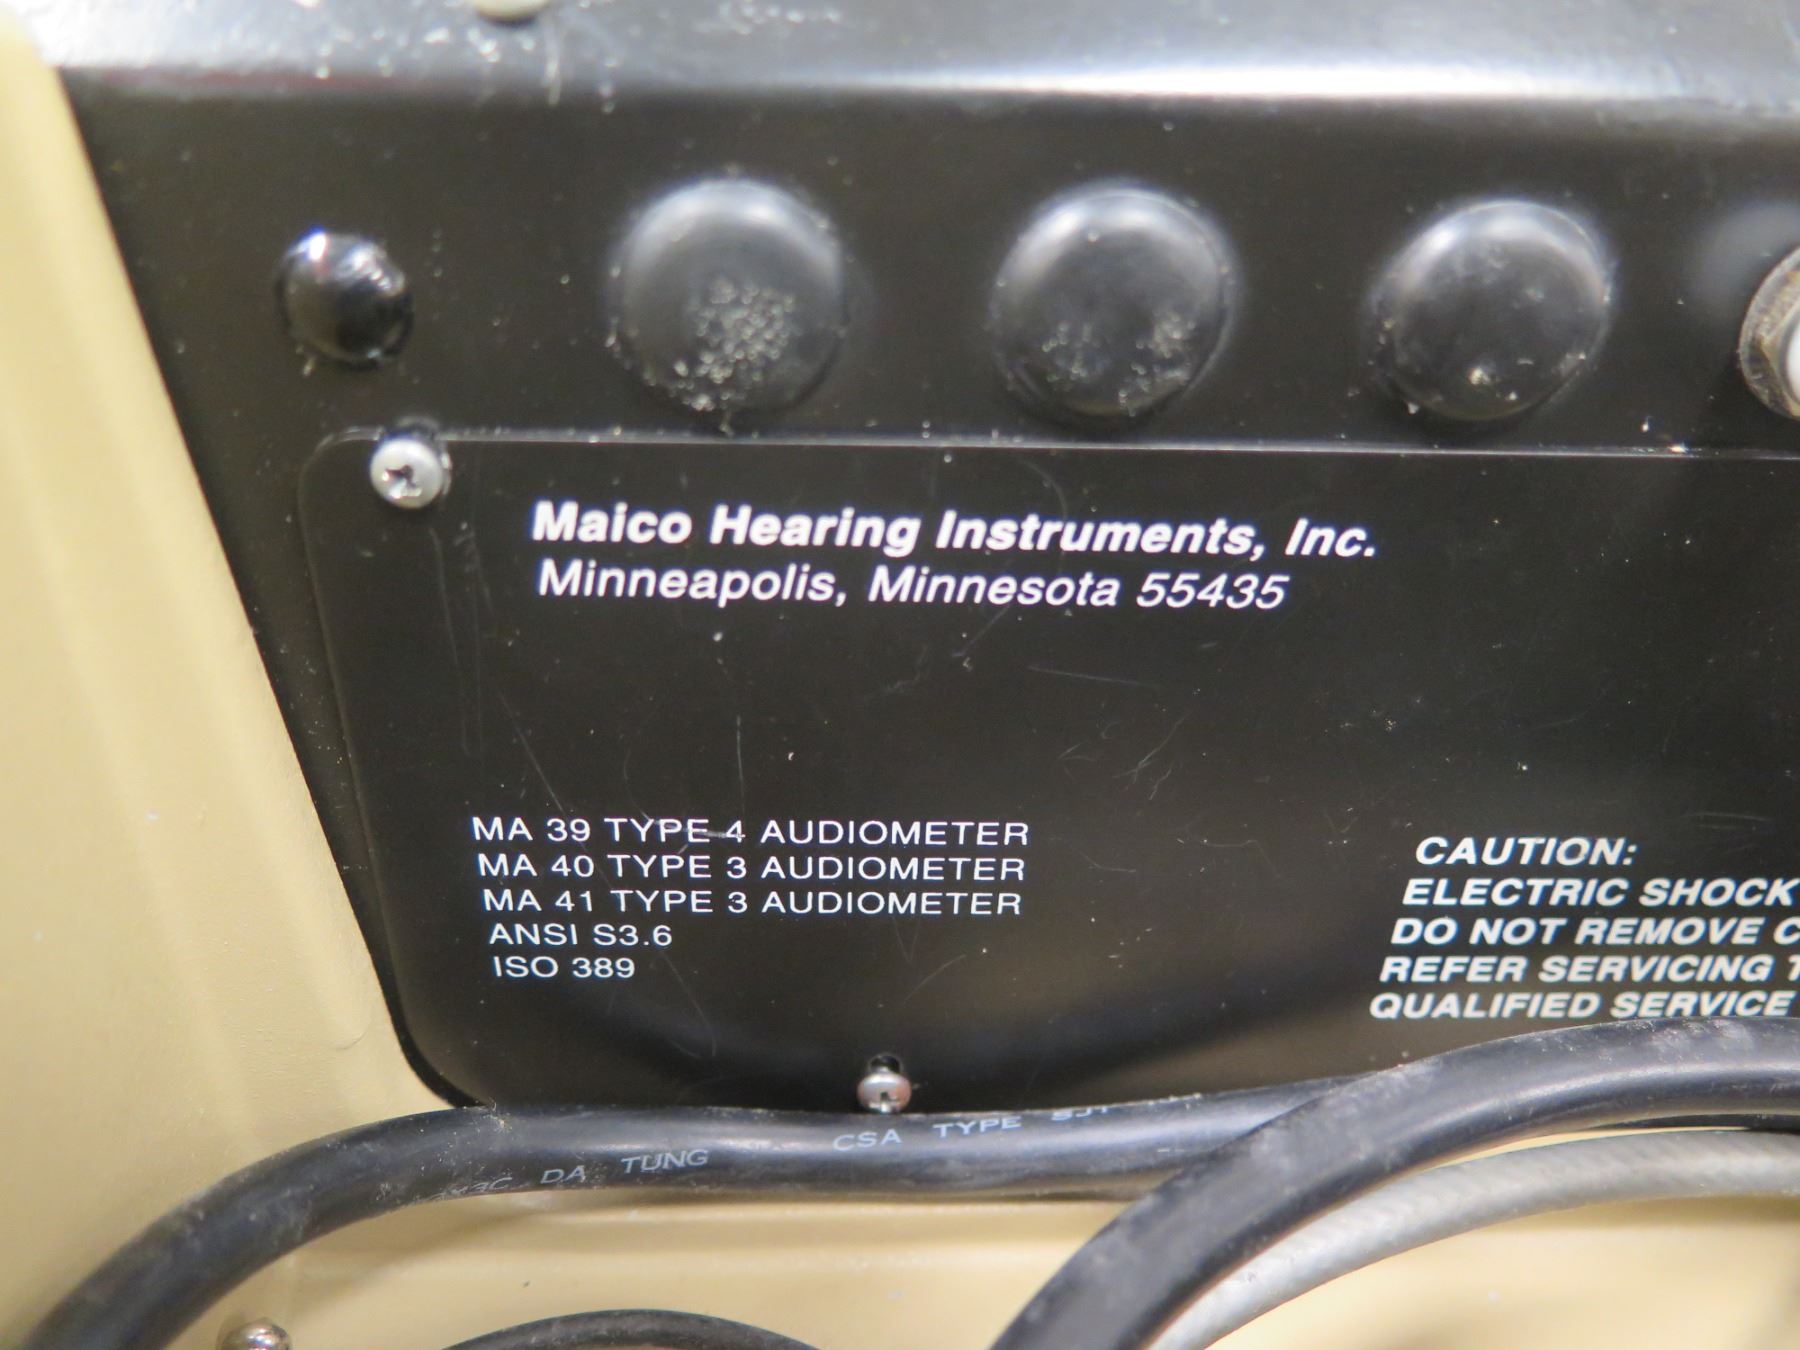 Maico Hearing Instruments, Inc.
Minneapolis, Minnesota 55435
MA 39 TYPE 4 AUDIOMETER
MA 40 TYPE 3 AUDIOMETER
MA 41 TYPE 3 AUDIOMETER
ANSI S3.6
ISO 389
CAUTION:
ELECTRIC SHOCK
DO NOT REMOVE
REFER SERVICING
QUALIFIED SERVICE
DA TUNG CSA TYPE